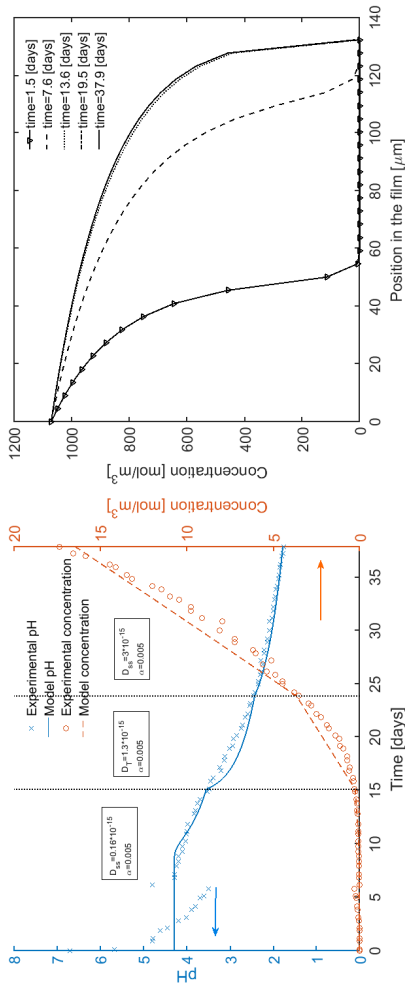 8
7
6
5
4
3
2
1
0
pH
0
5
10
15
20
25
30
35
Time [days]
20
15
10
5
0
Concentration [mol/m³]
Experimental pH
Model pH
Experimental concentration
Model concentration
D_ss=0.16*10^-15
α=0.005
D_T=1.3*10^-15
α=0.005
D_ss=3*10^-15
α=0.005
1200
1000
800
600
400
200
0
Concentration [mol/m³]
0
20
40
60
80
100
120
140
Position in the film [μm]
time=1.5 [days]
time=7.6 [days]
time=13.6 [days]
time=19.5 [days]
time=37.9 [days]